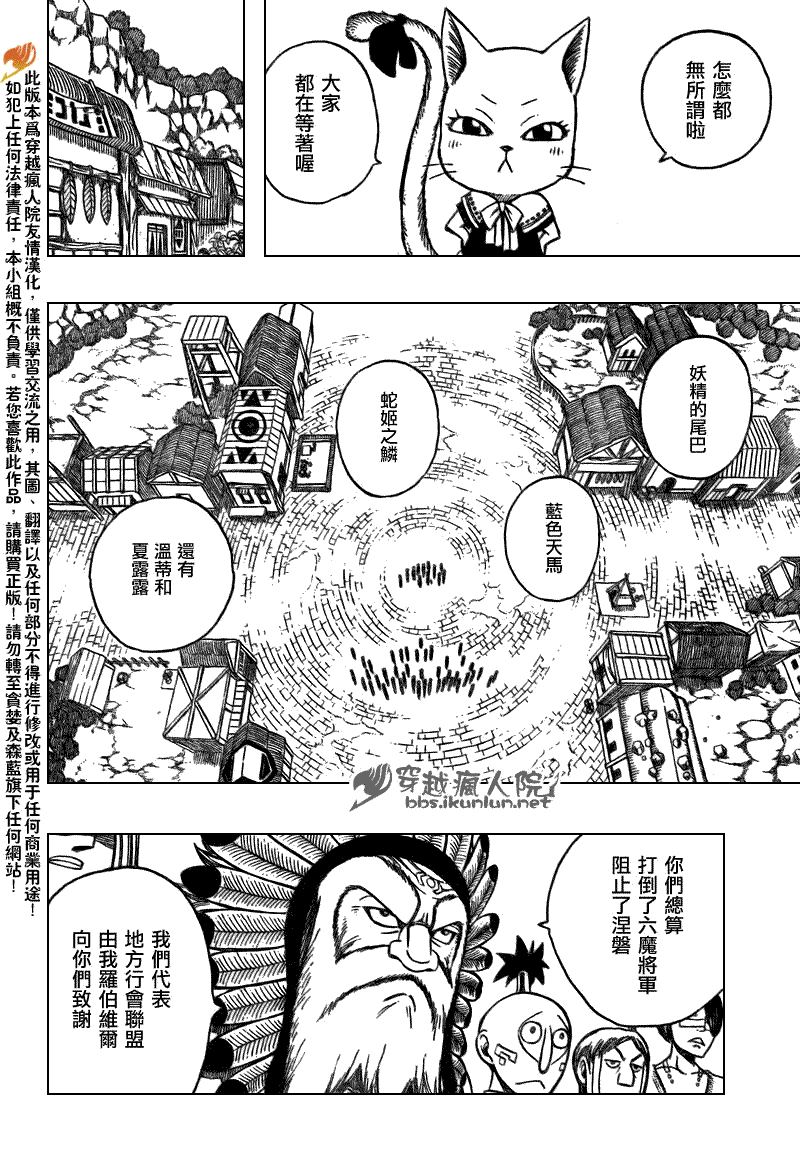 怎麼都
無所謂啦
大家
都在等著喔
妖精的尾巴
藍色天馬
蛇姬之鱗
還有
溫蒂和
夏露露
你們總算
打倒了六魔將軍
阻止了涅磐
我們代表
地方行會聯盟
由我羅伯維爾
向你們致謝
穿越瘋人院
bbs.ikunlun.net
此版本爲穿越瘋人院友情漢化，僅供學習交流之用，其圖、翻譯以及任何部分不得進行修改或用于任何商業用途！
如犯上任何法律責任，本小組概不負責。若您喜歡此作品，請購買正版！請勿轉至貪婪及森藍旗下任何網站！